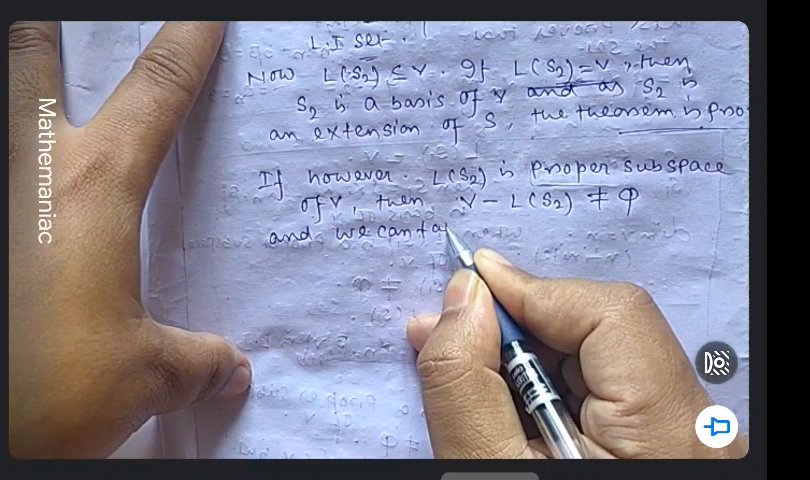 L.I set.
Now L(S₂) ⊆ V. If L(S₂) = V, then
S₂ is a basis of V and as S₂ is
an extension of S, the theorem is pro
If however L(S₂) is proper subspace
of V, then V - L(S₂) ≠ φ
and we can ta
Mathemaniac